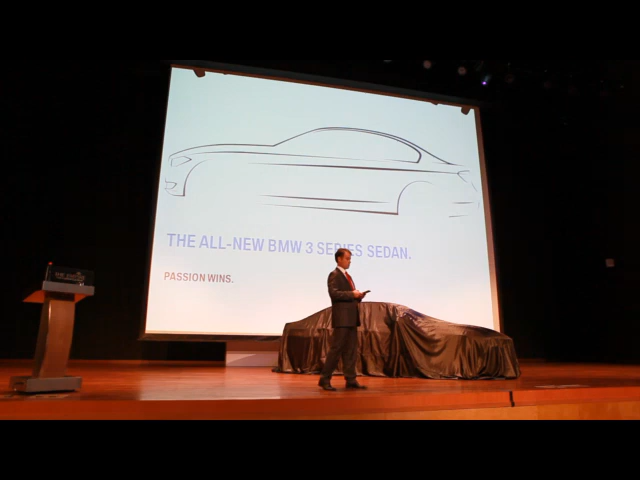 THE ALL-NEW BMW 3 SERIES SEDAN.
PASSION WINS.